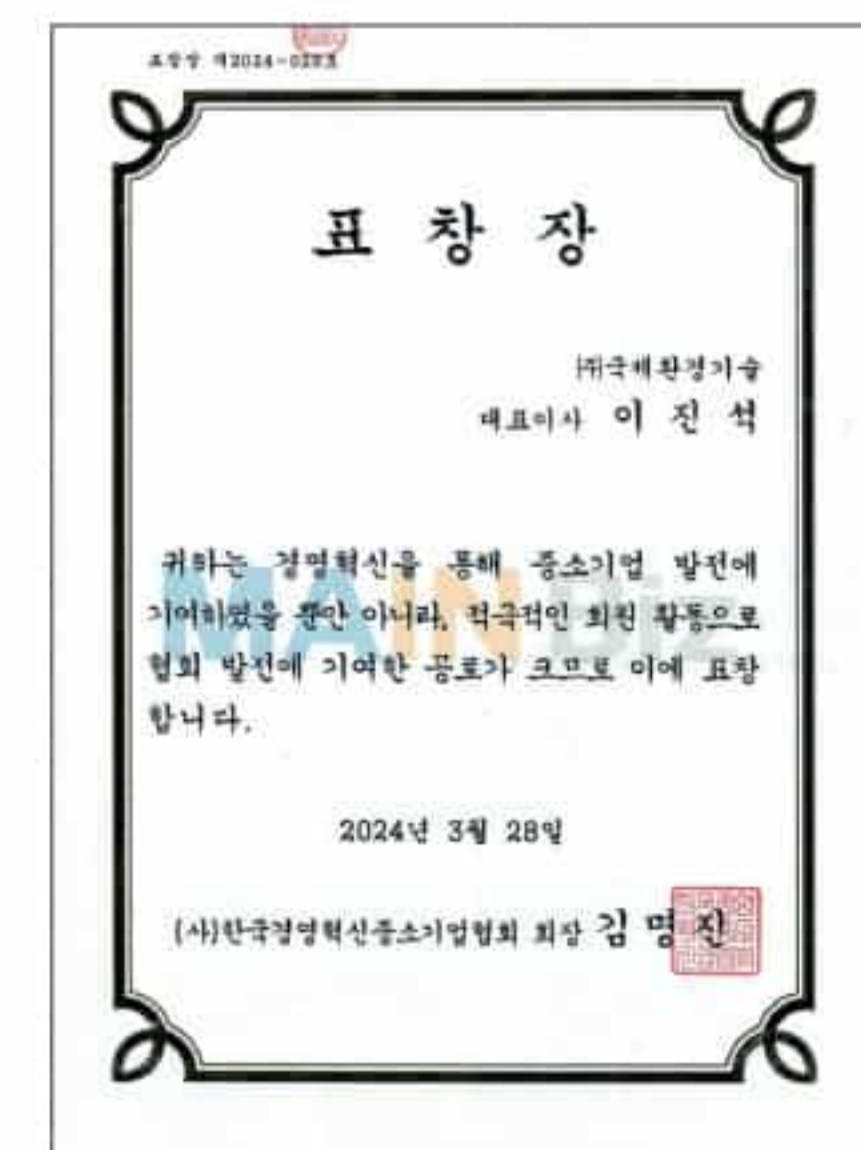 표창장
표 창 장
(주)국제환경기술
대표이사 이 진 석
귀하는 경영혁신을 통해 중소기업 발전에
기여하였을 뿐만 아니라, 적극적인 회원 활동으로
협회 발전에 기여한 공로가 크므로 이에 표창
합니다.
MAINBiz
2024년 3월 28일
(사)한국경영혁신중소기업협회 회장 김 명 진